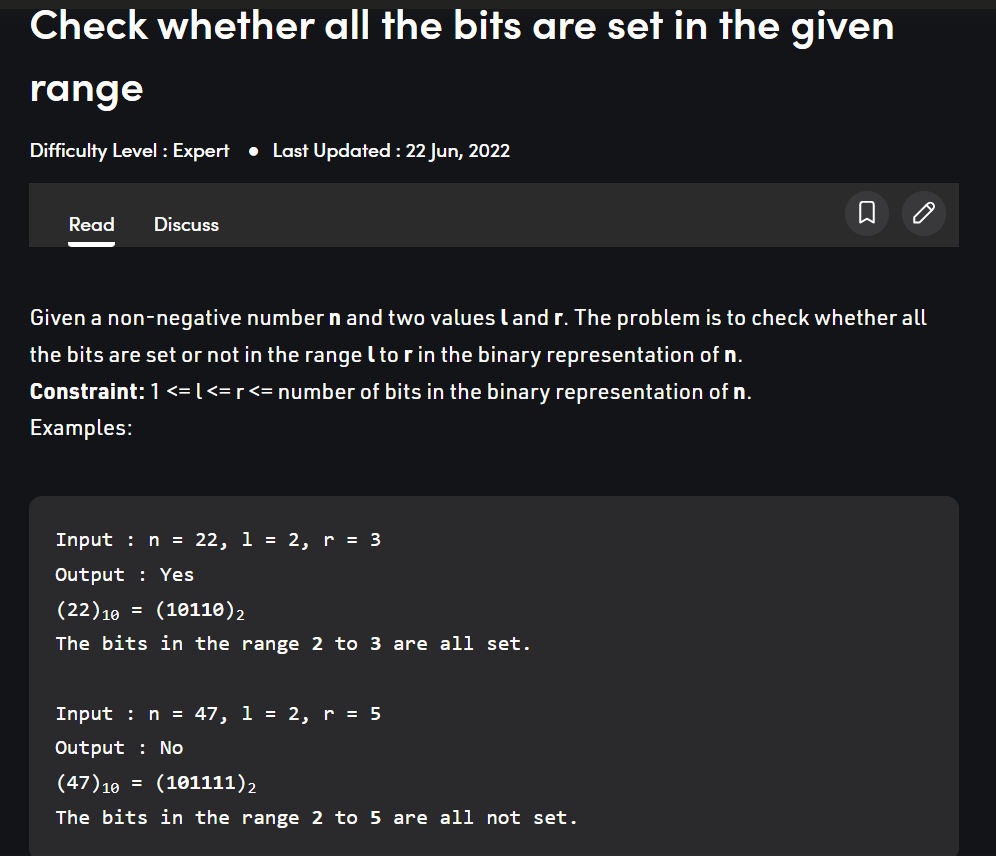 Check whether all the bits are set in the given
range
Difficulty Level : Expert ● Last Updated : 22 Jun, 2022
Read Discuss
Given a non-negative number n and two values l and r. The problem is to check whether all
the bits are set or not in the range l to r in the binary representation of n.
Constraint: 1 <= l <= r <= number of bits in the binary representation of n.
Examples:
Input : n = 22, l = 2, r = 3
Output : Yes
(22)10 = (10110)2
The bits in the range 2 to 3 are all set.
Input : n = 47, l = 2, r = 5
Output : No
(47)10 = (101111)2
The bits in the range 2 to 5 are all not set.